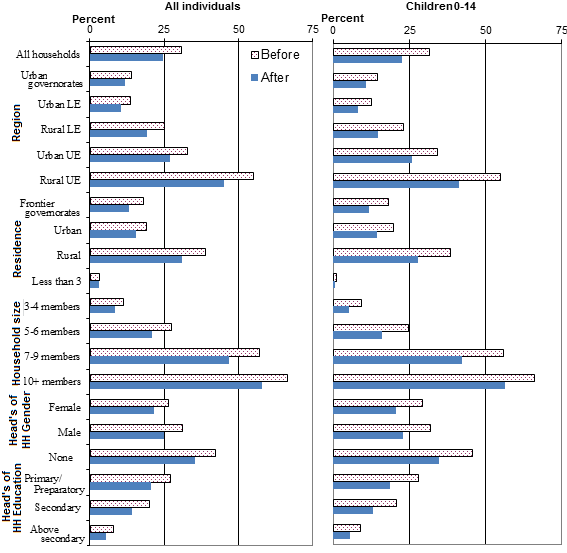 All individuals
Children 0-14
Percent
Percent
0 25 50 75
0 25 50 75
Before
After
All households
Urban
governorates
Urban LE
Rural LE
Urban UE
Rural UE
Frontier
governorates
Urban
Rural
Less than 3
3-4 members
5-6 members
7-9 members
10+ members
Female
Male
None
Primary/
Preparatory
Secondary
Above
secondary
Region
Residence
Household size
Head's of
HH Gender
Head's of
HH Education